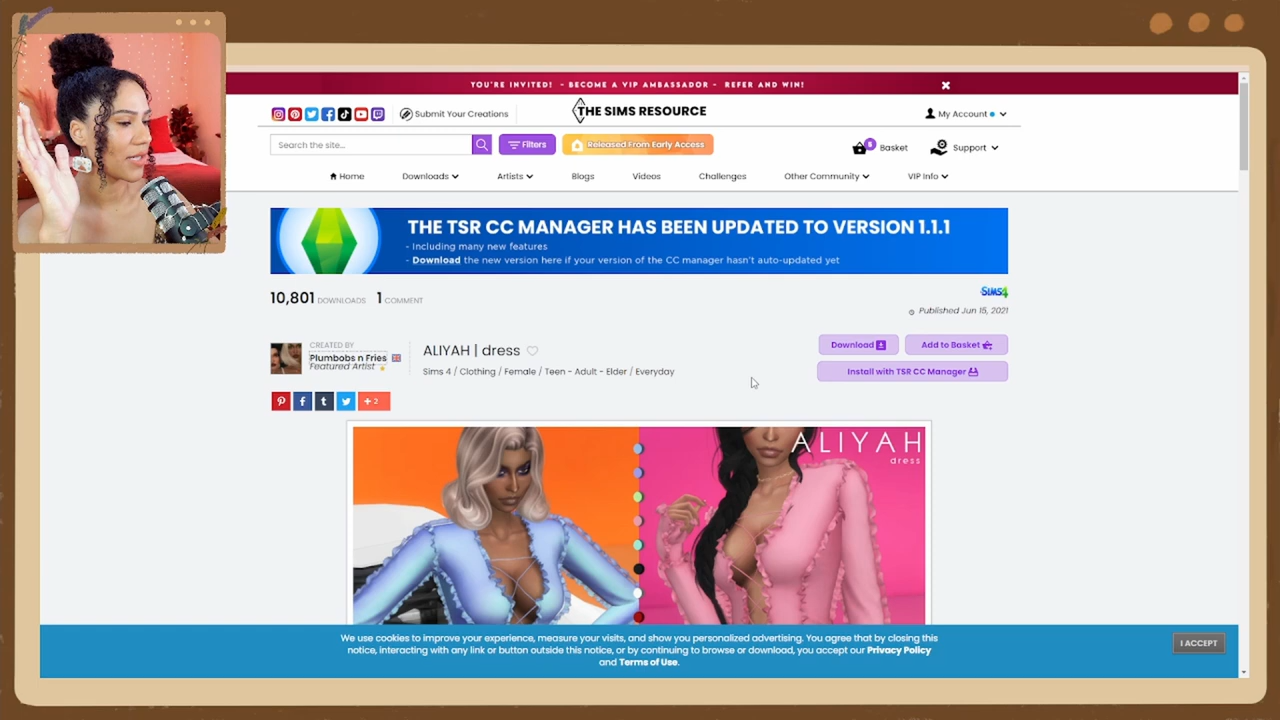 YOU'RE INVITED! - BECOME A VIP AMBASSADOR - REFER AND WIN!
Submit Your Creations
THE SIMS RESOURCE
My Account
Search the site...
Filters
Released From Early Access
Basket
Support
Home
Downloads
Artists
Blogs
Videos
Challenges
Other Community
VIP Info
THE TSR CC MANAGER HAS BEEN UPDATED TO VERSION 1.1.1
- Including many new features
- Download the new version here if your version of the CC manager hasn't auto-updated yet
10,801 DOWNLOADS 1 COMMENT
SIMS4
Published Jun 15, 2021
CREATED BY
Plumbobs n Fries
Featured Artist
ALIYAH | dress
Sims 4 / Clothing / Female / Teen - Adult - Elder / Everyday
Download
Add to Basket
Install with TSR CC Manager
+ 2
ALIYAH
dress
We use cookies to improve your experience, measure your visits, and show you personalized advertising. You agree that by closing this
notice, interacting with any link or button outside this notice, or by continuing to browse or download, you accept our Privacy Policy
and Terms of Use.
I ACCEPT